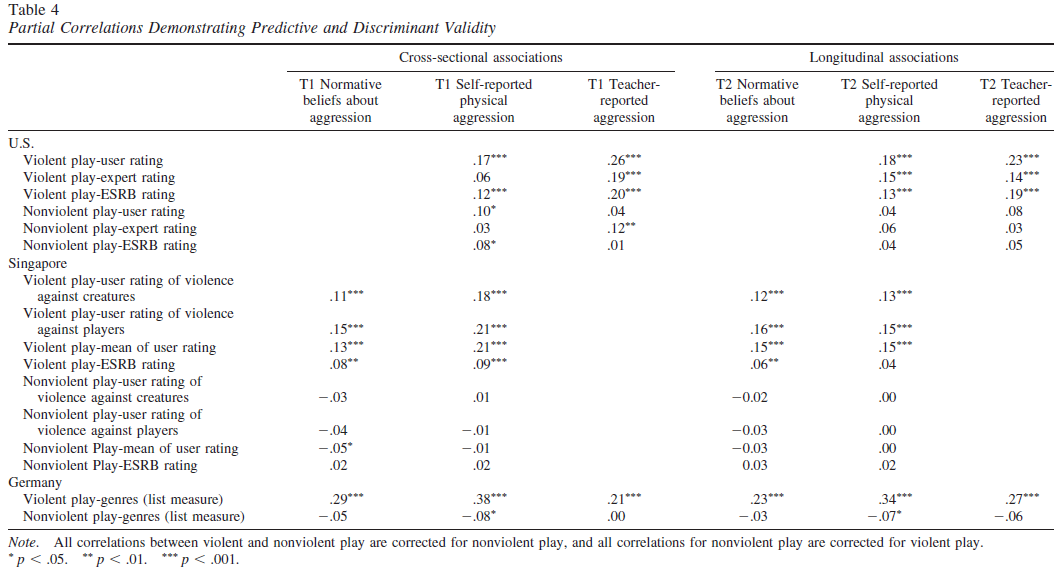 Table 4
Partial Correlations Demonstrating Predictive and Discriminant Validity
Cross-sectional associations Longitudinal associations
T1 Normative beliefs about aggression T1 Self-reported physical aggression T1 Teacher-reported aggression T2 Normative beliefs about aggression T2 Self-reported physical aggression T2 Teacher-reported aggression
U.S.
Violent play-user rating .17*** .26*** .18*** .23***
Violent play-expert rating .06 .19*** .15*** .14***
Violent play-ESRB rating .12*** .20*** .13*** .19***
Nonviolent play-user rating .10* .04 .04 .08
Nonviolent play-expert rating .03 .12** .06 .03
Nonviolent play-ESRB rating .08* .01 .04 .05
Singapore
Violent play-user rating of violence
against creatures .11*** .18*** .12*** .13***
Violent play-user rating of violence
against players .15*** .21*** .16*** .15***
Violent play-mean of user rating .13*** .21*** .15*** .15***
Violent play-ESRB rating .08** .09*** .06** .04
Nonviolent play-user rating of
violence against creatures −.03 .01 −0.02 .00
Nonviolent play-user rating of
violence against players −.04 −.01 −0.03 .00
Nonviolent Play-mean of user rating −.05* −.01 −0.03 .00
Nonviolent Play-ESRB rating .02 .02 0.03 .02
Germany
Violent play-genres (list measure) .29*** .38*** .21*** .23*** .34*** .27***
Nonviolent play-genres (list measure) −.05 −.08* .00 −.03 −.07* −.06
Note. All correlations between violent and nonviolent play are corrected for nonviolent play, and all correlations for nonviolent play are corrected for violent play.
* p < .05. ** p < .01. *** p < .001.